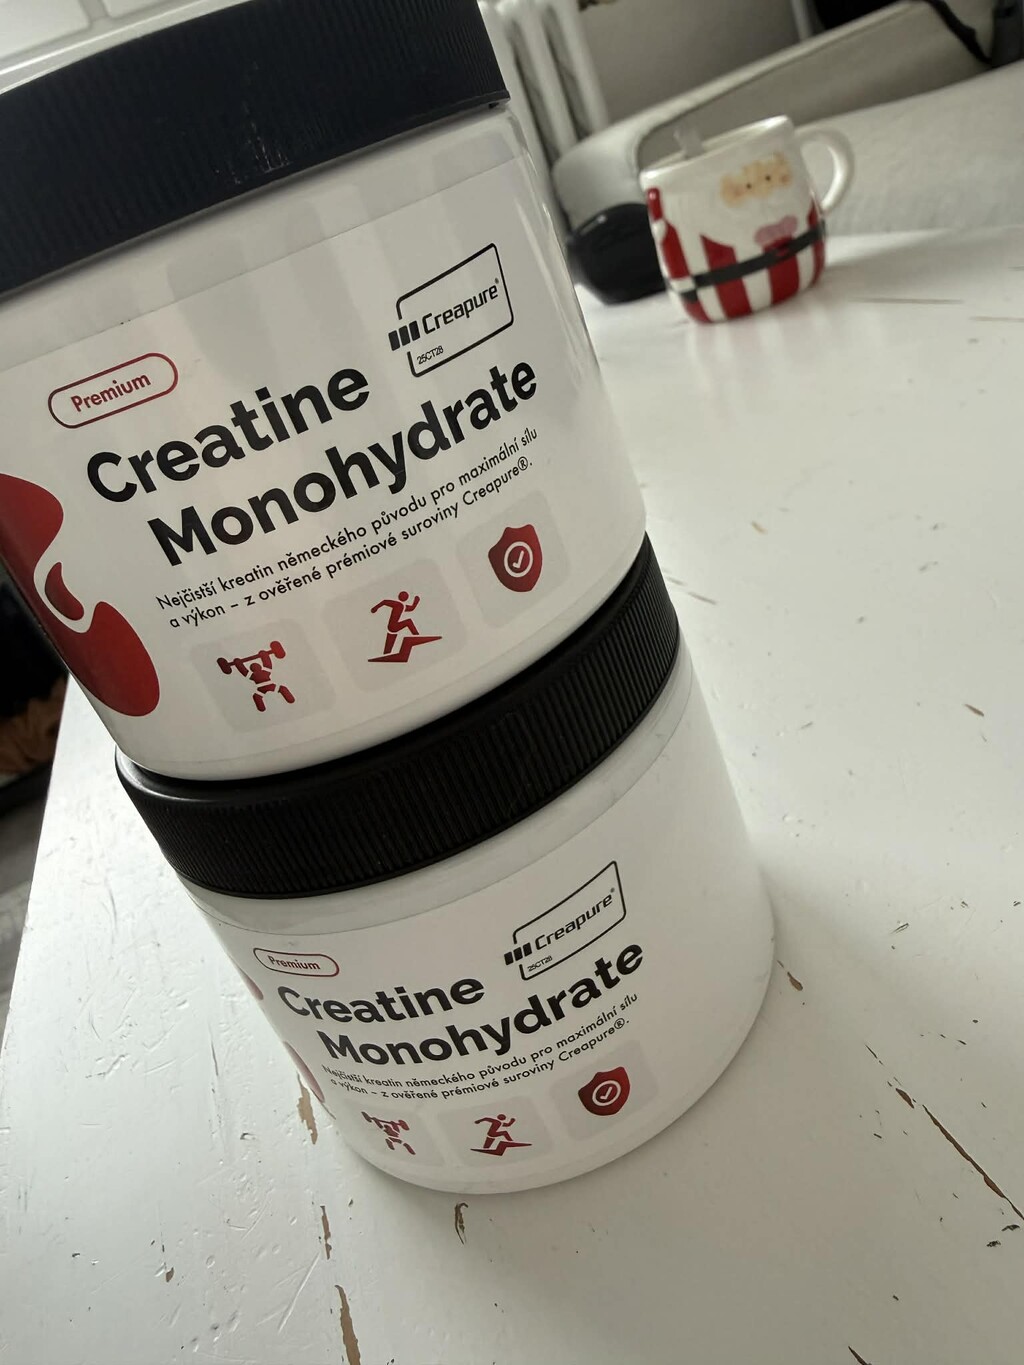 Creapure®
25CT28
Premium
Creatine
Monohydrate
Nejčistší kreatin německého původu pro maximální sílu
a výkon – z ověřené prémiové suroviny Creapure®.
Creapure®
25CT28
Premium
Creatine
Monohydrate
Nejčistší kreatin německého původu pro maximální sílu
a výkon – z ověřené prémiové suroviny Creapure®.